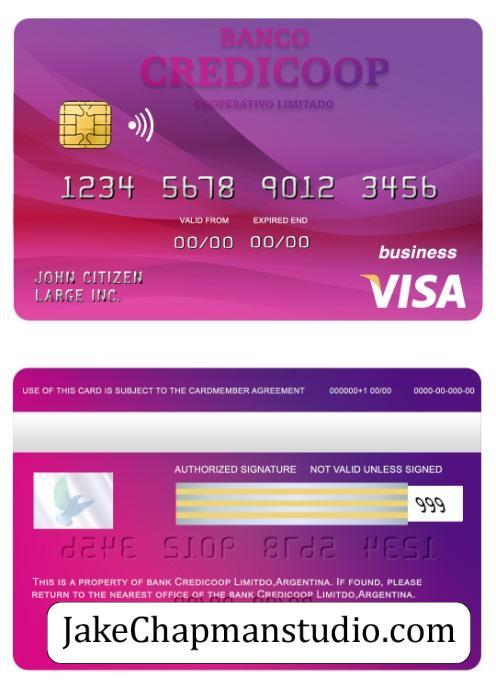 BANCO
CREDICOOP
COOPERATIVO LIMITADO
1234 5678 9012 3456
VALID FROM EXPIRED END
00/00 00/00
business
JOHN CITIZEN
LARGE INC.
VISA
USE OF THIS CARD IS SUBJECT TO THE CARDMEMBER AGREEMENT 000000+1 00/00 0000-00-000-00
AUTHORIZED SIGNATURE NOT VALID UNLESS SIGNED
999
THIS IS A PROPERTY OF BANK CREDICOOP LIMITDO,ARGENTINA. IF FOUND, PLEASE
RETURN TO THE NEAREST OFFICE OF THE BANK CREDICOOP LIMITDO,ARGENTINA.
JakeChapmanstudio.com